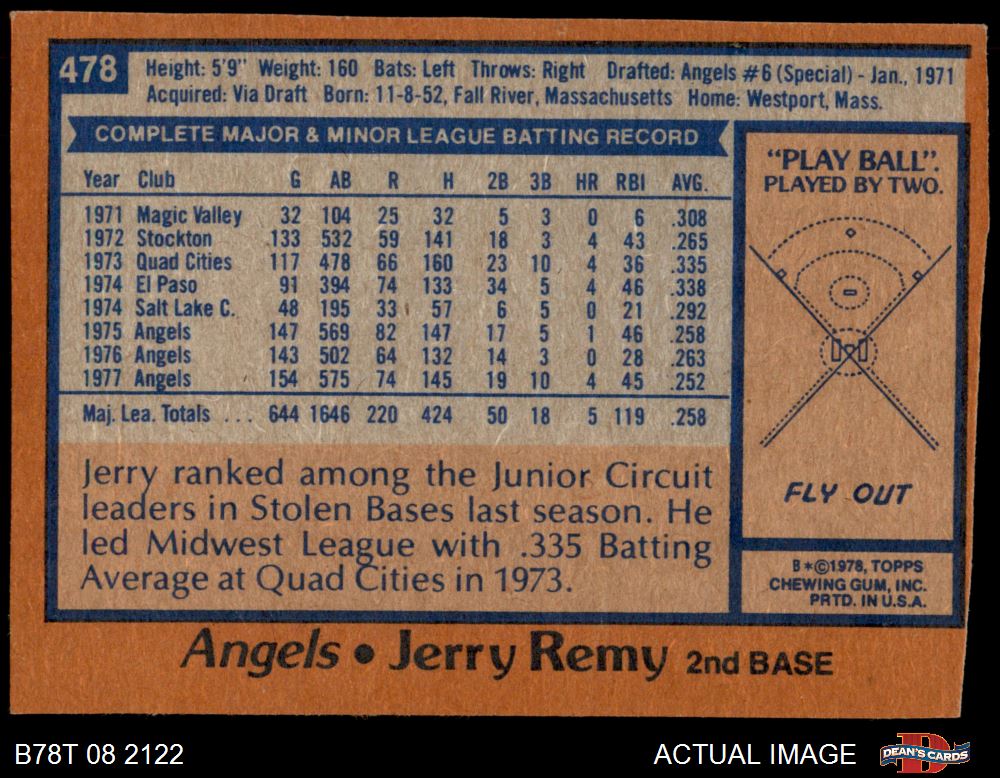 478
Height: 5'9" Weight: 160 Bats: Left Throws: Right Drafted: Angels #6 (Special) - Jan., 1971
Acquired: Via Draft Born: 11-8-52, Fall River, Massachusetts Home: Westport, Mass.
COMPLETE MAJOR & MINOR LEAGUE BATTING RECORD
Year Club G AB R H 2B 3B HR RBI AVG.
1971 Magic Valley 32 104 25 32 5 3 0 6 .308
1972 Stockton 133 532 59 141 18 3 4 43 .265
1973 Quad Cities 117 478 66 160 23 10 4 36 .335
1974 El Paso 91 394 74 133 34 5 4 46 .338
1974 Salt Lake C. 48 195 33 57 6 5 0 21 .292
1975 Angels 147 569 82 147 17 5 1 46 .258
1976 Angels 143 502 64 132 14 3 0 28 .263
1977 Angels 154 575 74 145 19 10 4 45 .252
Maj. Lea. Totals ... 644 1646 220 424 50 18 5 119 .258
Jerry ranked among the Junior Circuit
leaders in Stolen Bases last season. He
led Midwest League with .335 Batting
Average at Quad Cities in 1973.
"PLAY BALL".
PLAYED BY TWO.
FLY OUT
B*©1978, TOPPS
CHEWING GUM, INC.
PRTD. IN U.S.A.
Angels • Jerry Remy 2nd BASE
B78T 08 2122
ACTUAL IMAGE
DEAN'S CARDS